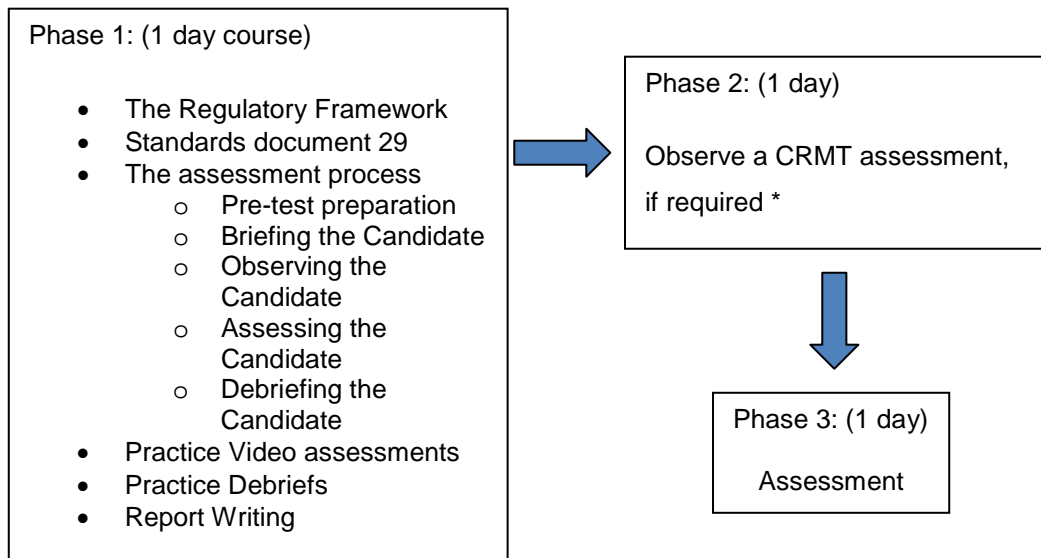 Phase 1: (1 day course)
• The Regulatory Framework
• Standards document 29
• The assessment process
o Pre-test preparation
o Briefing the Candidate
o Observing the
Candidate
o Assessing the
Candidate
o Debriefing the
Candidate
• Practice Video assessments
• Practice Debriefs
• Report Writing
Phase 2: (1 day)
Observe a CRMT assessment,
if required *
Phase 3: (1 day)
Assessment